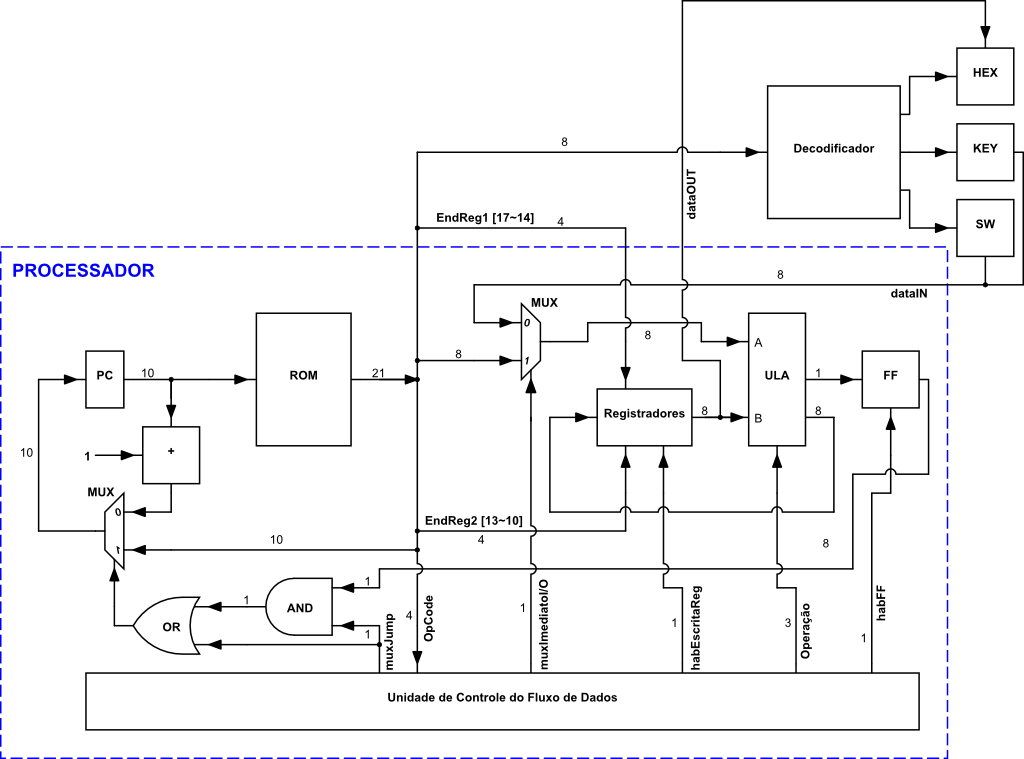 HEX
8
Decodificador
KEY
dataOUT
EndReg1 [17~14]
4
SW
PROCESSADOR
8
dataIN
MUX
0
8
A
8
1
PC
10
ROM
21
ULA
1
FF
Registradores
8
B
8
10
1
+
MUX
0
EndReg2 [13~10]
4
1
10
8
1
1
AND
OR
1
muxJump
4
OpCode
1
muxImediatoI/O
1
habEscritaReg
3
Operação
1
habFF
Unidade de Controle do Fluxo de Dados